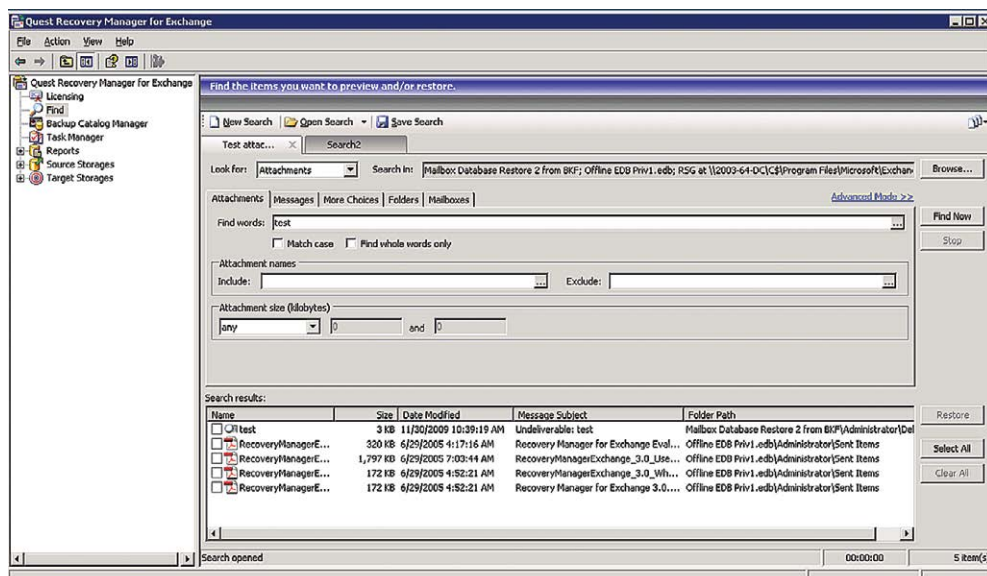 Quest Recovery Manager for Exchange
File Action View Help
Quest Recovery Manager for Exchange
Licensing
Find
Backup Catalog Manager
Task Manager
Reports
Source Storages
Target Storages
Find the items you want to preview and/or restore.
New Search Open Search Save Search
Test attac... Search2
Look for: Attachments Search in: Mailbox Database Restore 2 from BKF; Offline EDB Priv1.edb; RSG at \\2003-64-DC\C$\Program Files\Microsoft\Exchan Browse...
Attachments Messages More Choices Folders Mailboxes Advanced Mode >>
Find words: test ... Find Now
Match case Find whole words only Stop
Attachment names
Include: ... Exclude: ...
Attachment size (kilobytes)
any 0 and 0
Search results:
Name Size Date Modified Message Subject Folder Path Restore
test 3 KB 11/30/2009 10:39:19 AM Undeliverable: test Mailbox Database Restore 2 from BKF\Administrator\Del
RecoveryManagerE... 320 KB 6/29/2005 4:17:16 AM Recovery Manager for Exchange Eval... Offline EDB Priv1.edb\Administrator\Sent Items
RecoveryManagerE... 1,797 KB 6/29/2005 7:03:44 AM RecoveryManagerExchange_3.0_Use... Offline EDB Priv1.edb\Administrator\Sent Items Select All
RecoveryManagerE... 172 KB 6/29/2005 4:52:21 AM RecoveryManagerExchange_3.0_Wh... Offline EDB Priv1.edb\Administrator\Sent Items
RecoveryManagerE... 172 KB 6/29/2005 4:52:21 AM Recovery Manager for Exchange 3.0.... Offline EDB Priv1.edb\Administrator\Sent Items Clear All
Search opened 00:00:00 5 item(s